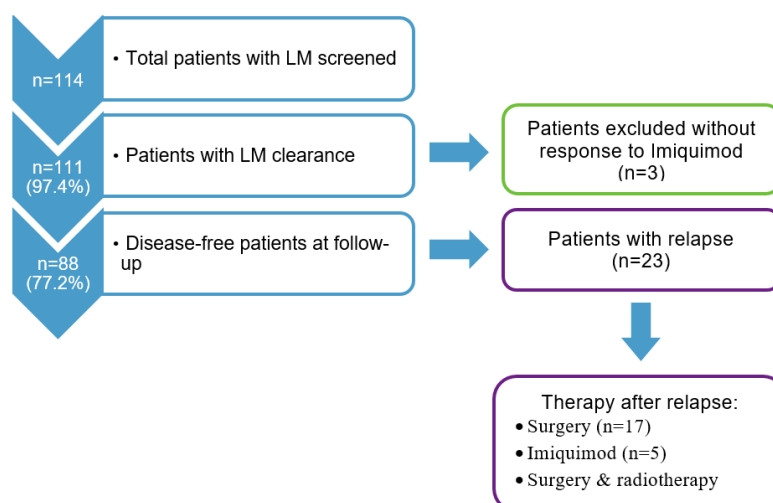 n=114
• Total patients with LM screened
n=111
(97.4%)
• Patients with LM clearance
Patients excluded without
response to Imiquimod
(n=3)
n=88
(77.2%)
• Disease-free patients at follow-
up
Patients with relapse
(n=23)
Therapy after relapse:
• Surgery (n=17)
• Imiquimod (n=5)
• Surgery & radiotherapy